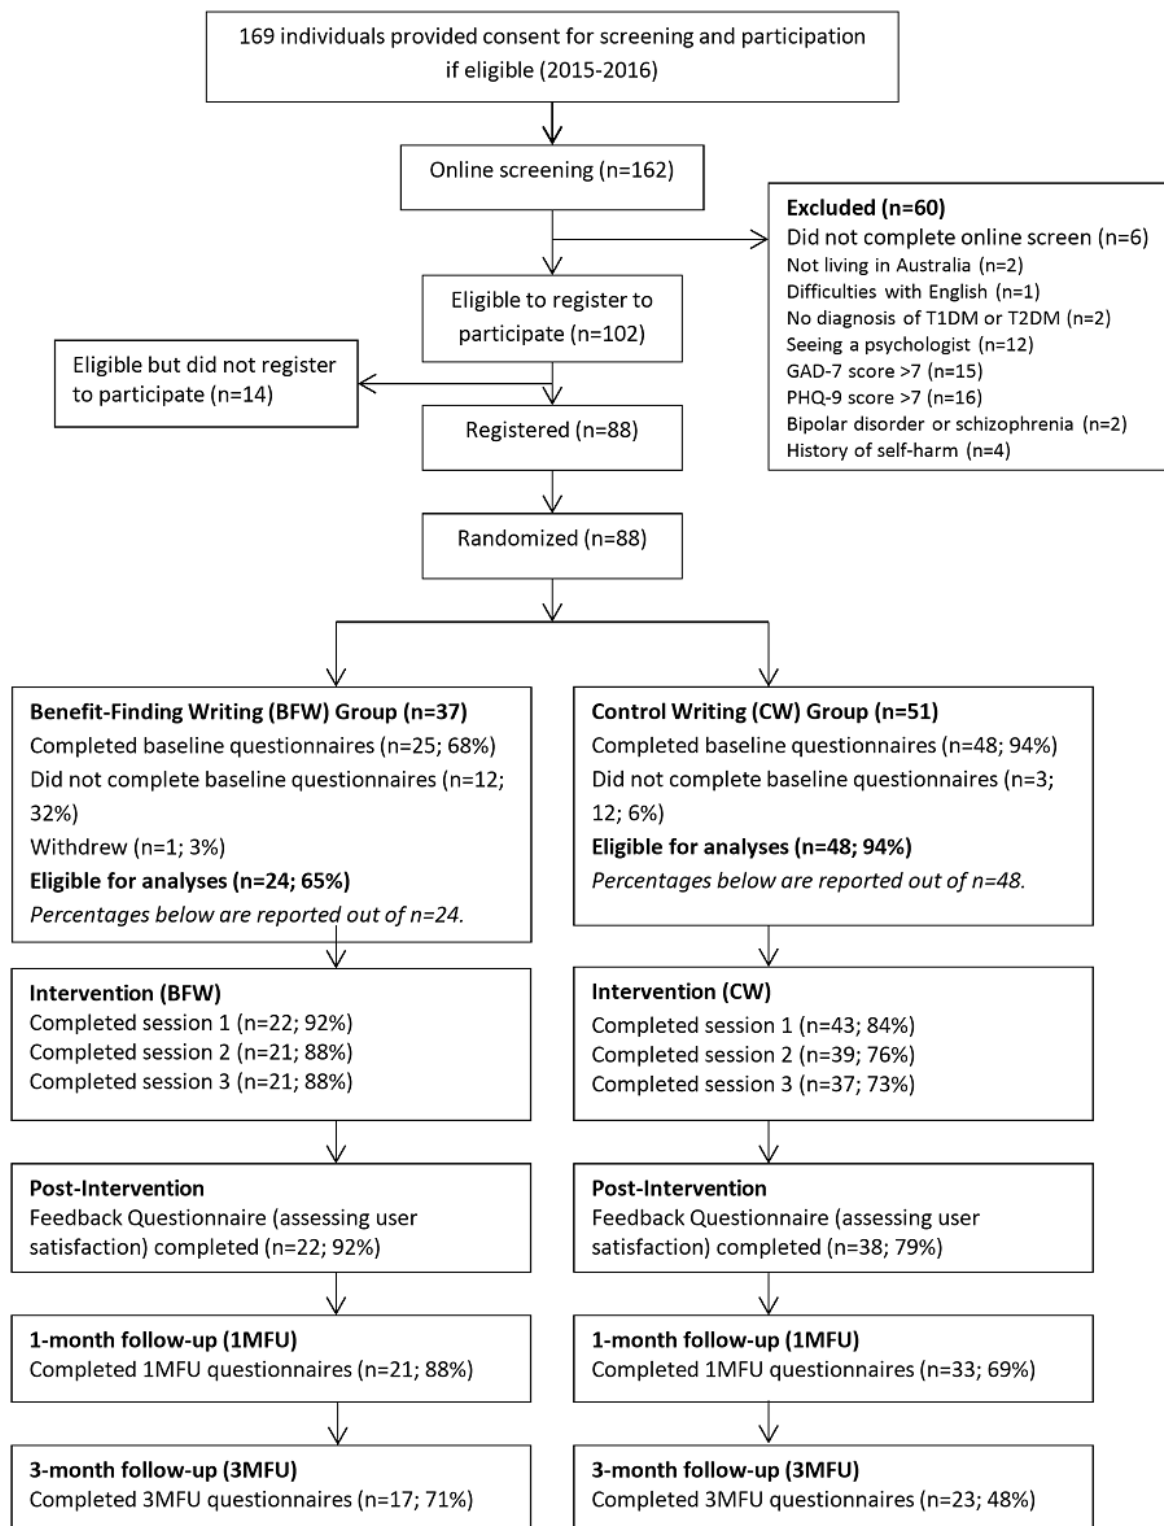 169 individuals provided consent for screening and participation
if eligible (2015-2016)
Online screening (n=162)
Excluded (n=60)
Did not complete online screen (n=6)
Not living in Australia (n=2)
Difficulties with English (n=1)
No diagnosis of T1DM or T2DM (n=2)
Seeing a psychologist (n=12)
GAD-7 score >7 (n=15)
PHQ-9 score >7 (n=16)
Bipolar disorder or schizophrenia (n=2)
History of self-harm (n=4)
Eligible to register to
participate (n=102)
Eligible but did not register
to participate (n=14)
Registered (n=88)
Randomized (n=88)
Benefit-Finding Writing (BFW) Group (n=37)
Completed baseline questionnaires (n=25; 68%)
Did not complete baseline questionnaires (n=12;
32%)
Withdrew (n=1; 3%)
Eligible for analyses (n=24; 65%)
Percentages below are reported out of n=24.
Control Writing (CW) Group (n=51)
Completed baseline questionnaires (n=48; 94%)
Did not complete baseline questionnaires (n=3;
12; 6%)
Eligible for analyses (n=48; 94%)
Percentages below are reported out of n=48.
Intervention (BFW)
Completed session 1 (n=22; 92%)
Completed session 2 (n=21; 88%)
Completed session 3 (n=21; 88%)
Intervention (CW)
Completed session 1 (n=43; 84%)
Completed session 2 (n=39; 76%)
Completed session 3 (n=37; 73%)
Post-Intervention
Feedback Questionnaire (assessing user
satisfaction) completed (n=22; 92%)
Post-Intervention
Feedback Questionnaire (assessing user
satisfaction) completed (n=38; 79%)
1-month follow-up (1MFU)
Completed 1MFU questionnaires (n=21; 88%)
1-month follow-up (1MFU)
Completed 1MFU questionnaires (n=33; 69%)
3-month follow-up (3MFU)
Completed 3MFU questionnaires (n=17; 71%)
3-month follow-up (3MFU)
Completed 3MFU questionnaires (n=23; 48%)